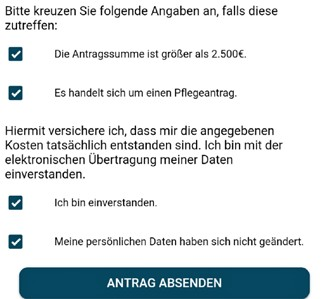 Bitte kreuzen Sie folgende Angaben an, falls diese
zutreffen:
Die Antragssumme ist größer als 2.500€.
Es handelt sich um einen Pflegeantrag.
Hiermit versichere ich, dass mir die angegebenen
Kosten tatsächlich entstanden sind. Ich bin mit der
elektronischen Übertragung meiner Daten
einverstanden.
Ich bin einverstanden.
Meine persönlichen Daten haben sich nicht geändert.
ANTRAG ABSENDEN